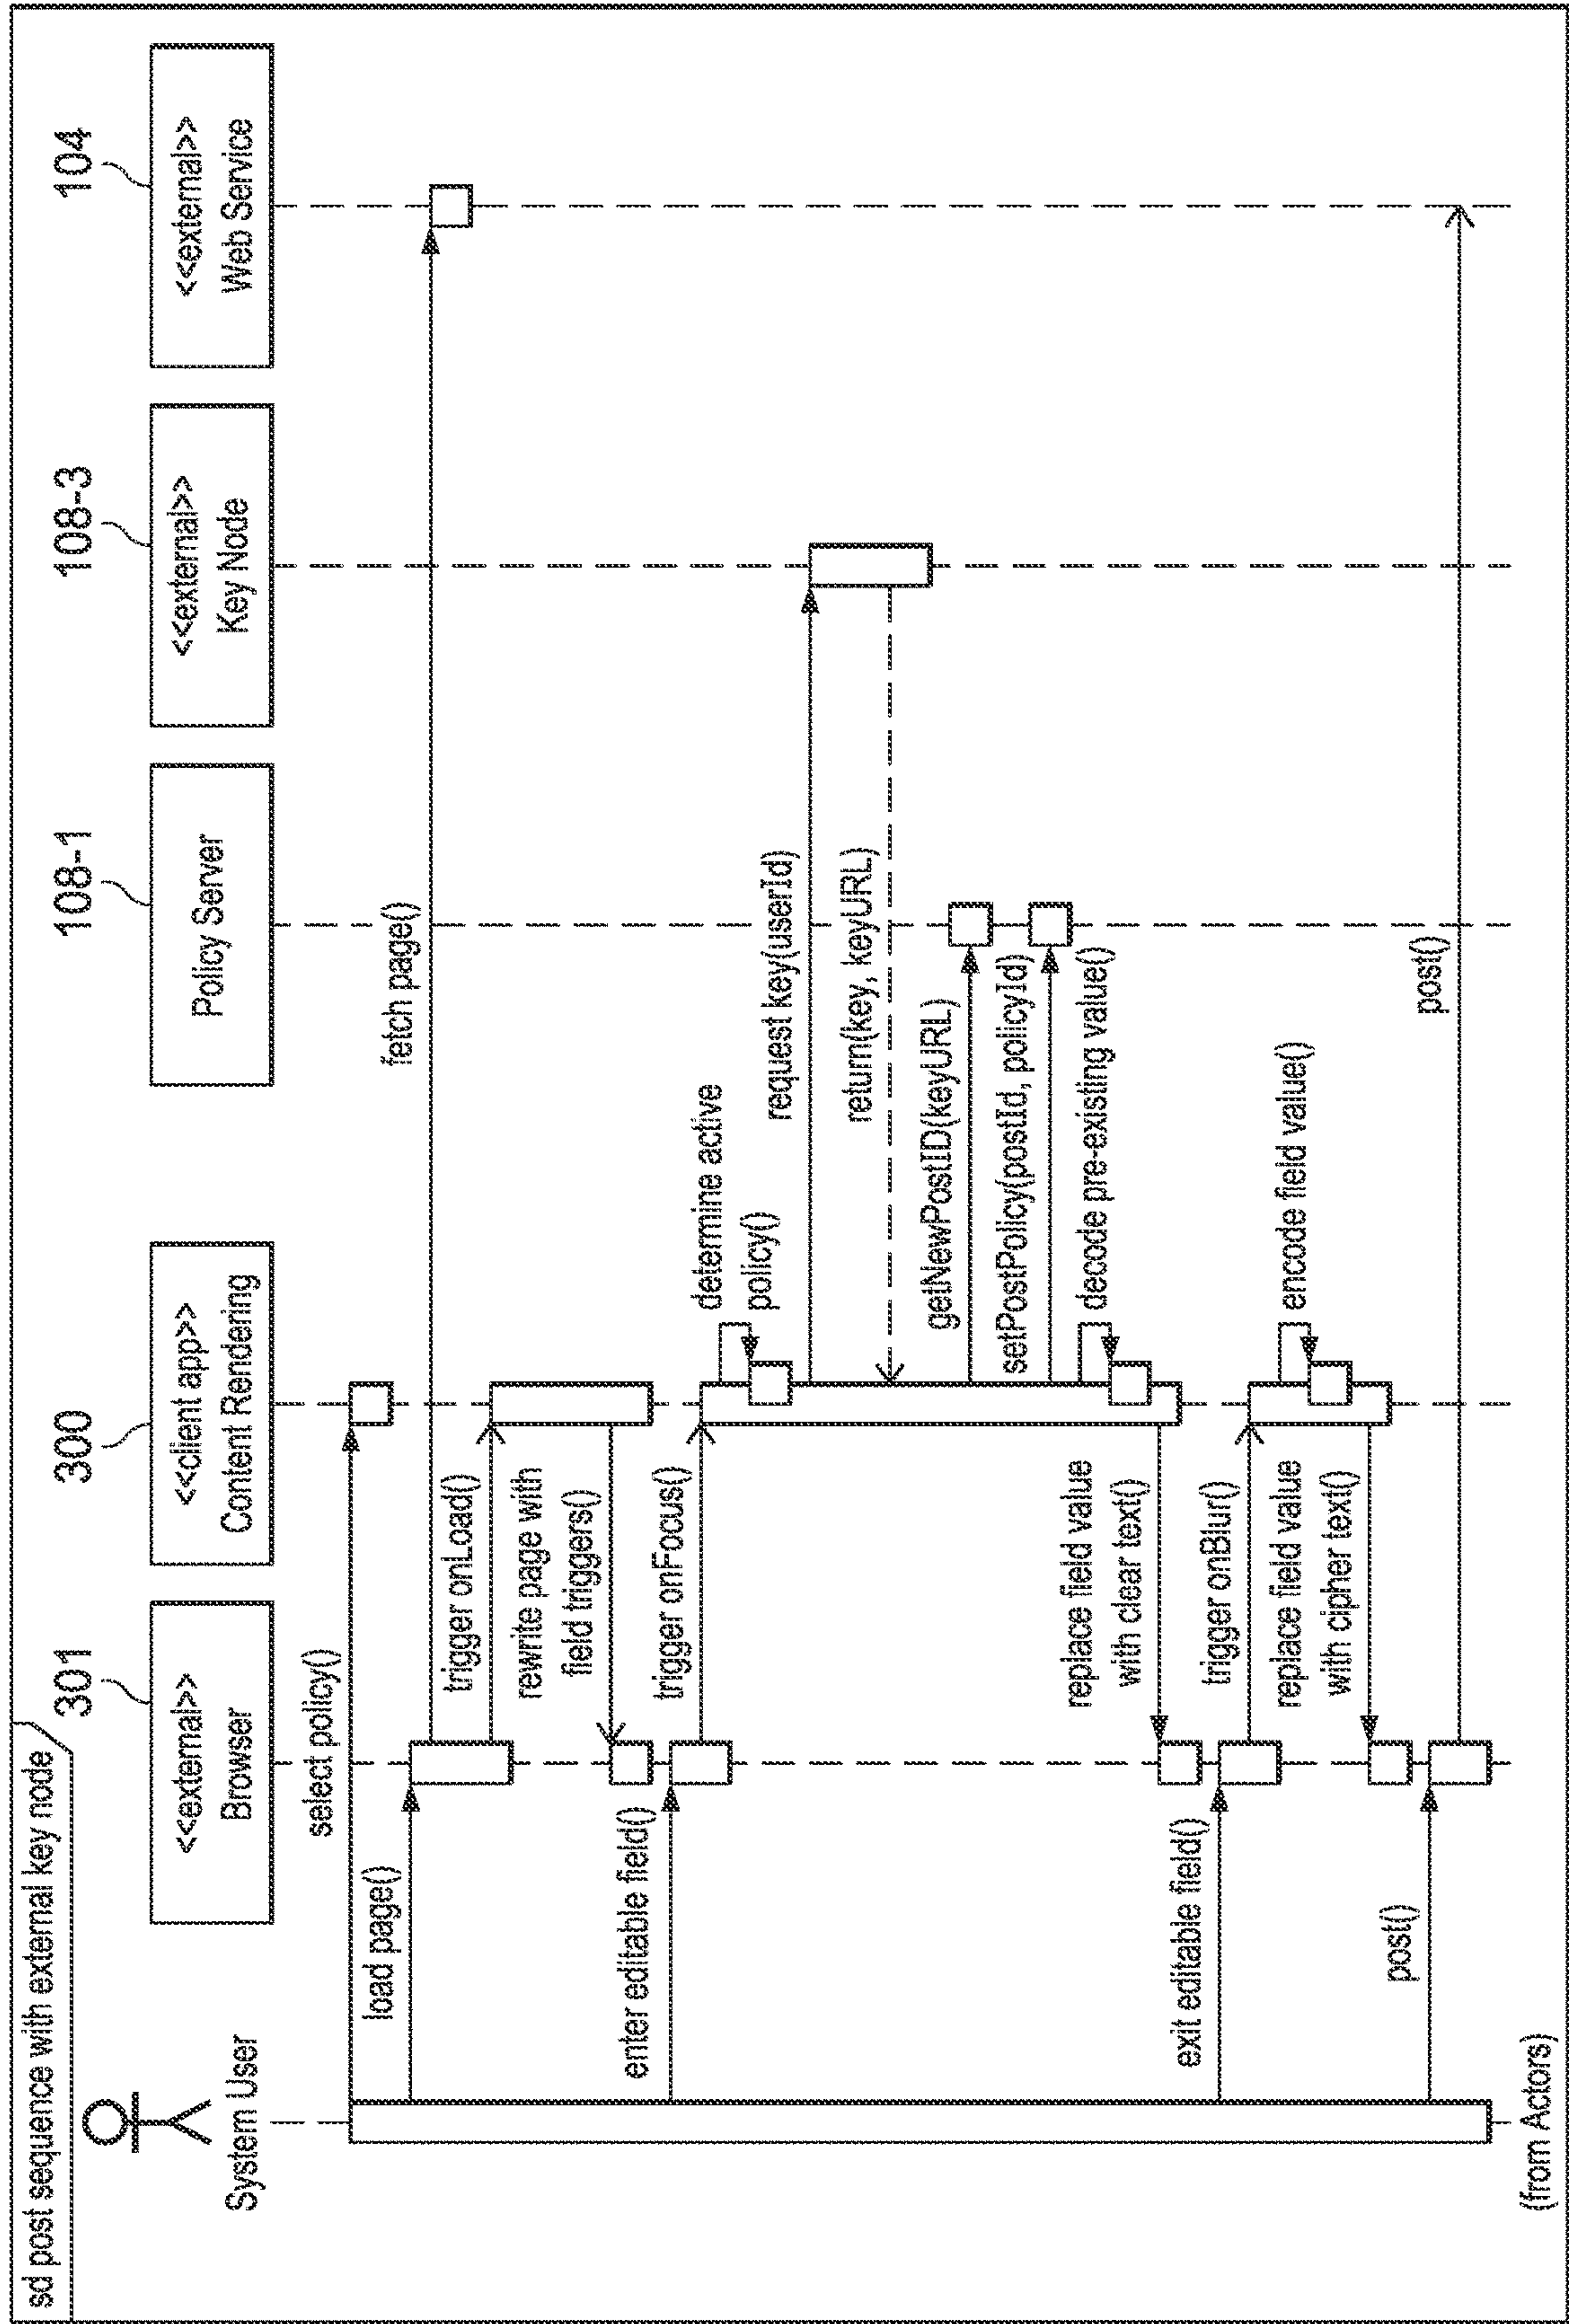 sd post sequence with external key node
System User
301
<<external>>
Browser
300
<<client app>>
Content Rendering
108-1
Policy Server
108-3
<<external>>
Key Node
104
<<external>>
Web Service
select policy()
load page()
fetch page()
trigger onLoad()
rewrite page with
field triggers()
enter editable field()
trigger onFocus()
determine active
policy()
request key(userId)
return(key, keyURL)
getNewPostID(keyURL)
setPostPolicy(postId, policyId)
decode pre-existing value()
replace field value
with clear text()
exit editable field()
trigger onBlur()
encode field value()
replace field value
with cipher text()
post()
post()
(from Actors)